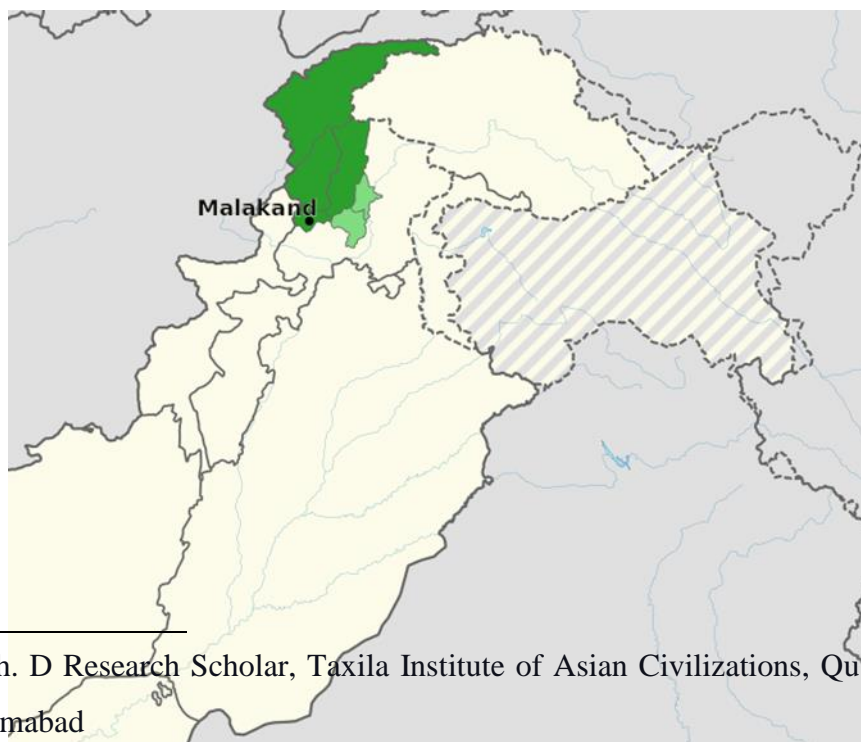 Malakand
h. D Research Scholar, Taxila Institute of Asian Civilizations, Qu
mabad